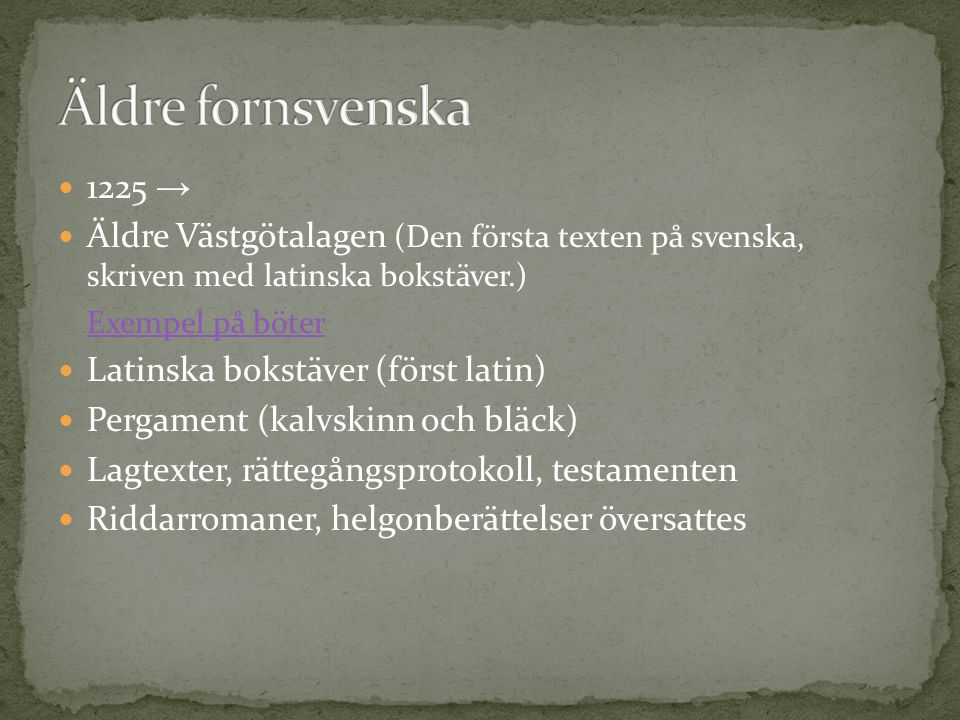 Äldre fornsvenska
• 1225 →
• Äldre Västgötalagen (Den första texten på svenska,
skriven med latinska bokstäver.)
Exempel på böter
• Latinska bokstäver (först latin)
• Pergament (kalvskinn och bläck)
• Lagtexter, rättegångsprotokoll, testamenten
• Riddarromaner, helgonberättelser översattes